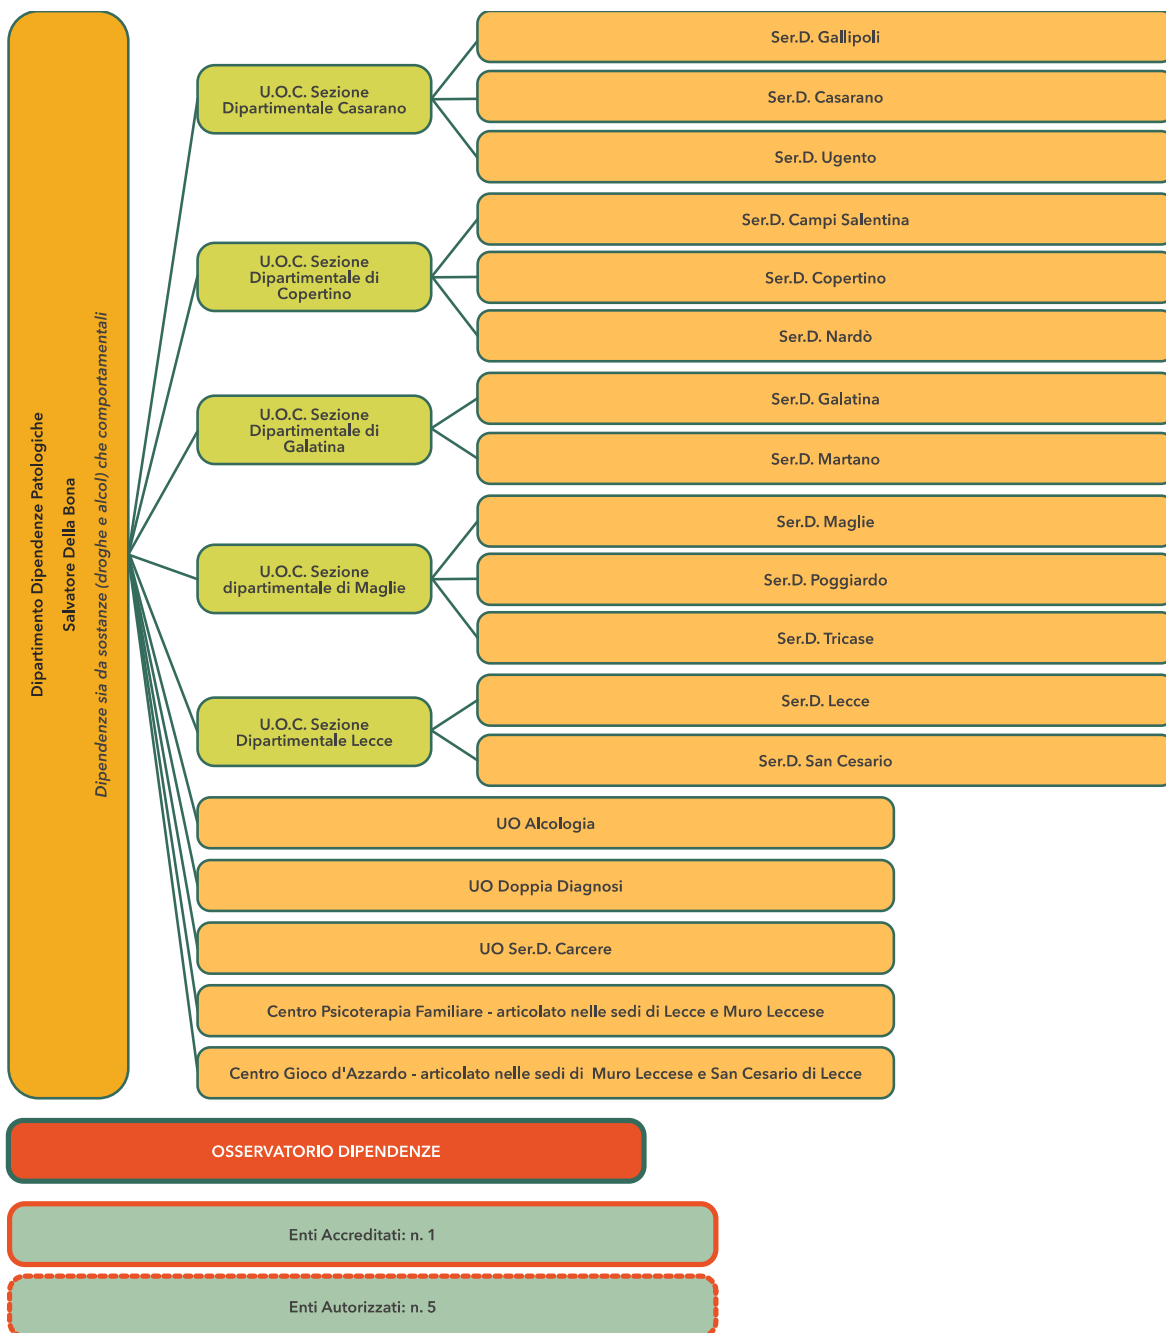 Dipartimento Dipendenze Patologiche
Salvatore Della Bona
Dipendenze sia da sostanze (droghe e alcol) che comportamentali
U.O.C. Sezione
Dipartimentale Casarano
Ser.D. Gallipoli
Ser.D. Casarano
Ser.D. Ugento
U.O.C. Sezione
Dipartimentale di
Copertino
Ser.D. Campi Salentina
Ser.D. Copertino
Ser.D. Nardò
U.O.C. Sezione
Dipartimentale di
Galatina
Ser.D. Galatina
Ser.D. Martano
U.O.C. Sezione
dipartimentale di Maglie
Ser.D. Maglie
Ser.D. Poggiardo
Ser.D. Tricase
U.O.C. Sezione
Dipartimentale Lecce
Ser.D. Lecce
Ser.D. San Cesario
UO Alcologia
UO Doppia Diagnosi
UO Ser.D. Carcere
Centro Psicoterapia Familiare - articolato nelle sedi di Lecce e Muro Leccese
Centro Gioco d'Azzardo - articolato nelle sedi di Muro Leccese e San Cesario di Lecce
OSSERVATORIO DIPENDENZE
Enti Accreditati: n. 1
Enti Autorizzati: n. 5